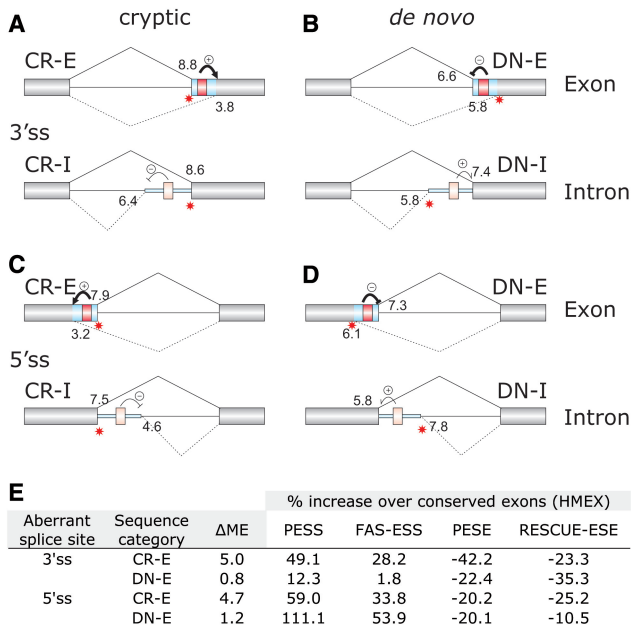 cryptic
de novo
A
B
CR-E
8.8
+
3.8
6.6
−
5.8
DN-E
Exon
3'ss
CR-I
−
8.6
6.4
+
7.4
5.8
DN-I
Intron
C
D
CR-E
+
7.9
3.2
−
7.3
6.1
DN-E
Exon
5'ss
CR-I
7.5
−
4.6
5.8
+
7.8
DN-I
Intron
E
% increase over conserved exons (HMEX)
Aberrant splice site Sequence category ΔME PESS FAS-ESS PESE RESCUE-ESE
3'ss CR-E 5.0 49.1 28.2 -42.2 -23.3
DN-E 0.8 12.3 1.8 -22.4 -35.3
5'ss CR-E 4.7 59.0 33.8 -20.2 -25.2
DN-E 1.2 111.1 53.9 -20.1 -10.5